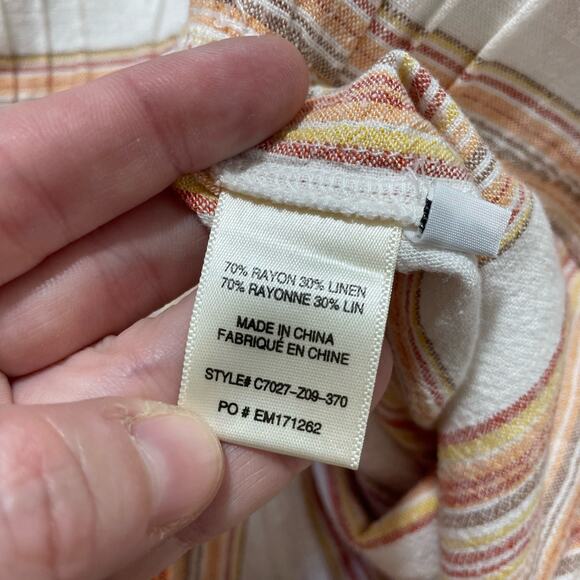 70% RAYON 30% LINEN
70% RAYONNE 30% LIN
MADE IN CHINA
FABRIQUÉ EN CHINE
STYLE# C7027-Z09-370
PO # EM171262